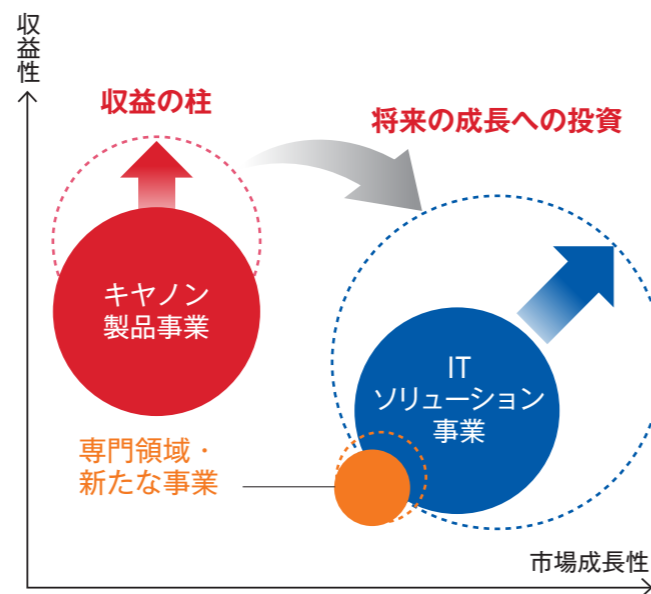 収益性
収益の柱
将来の成長への投資
キヤノン
製品事業
IT
ソリューション
事業
専門領域・
新たな事業
市場成長性